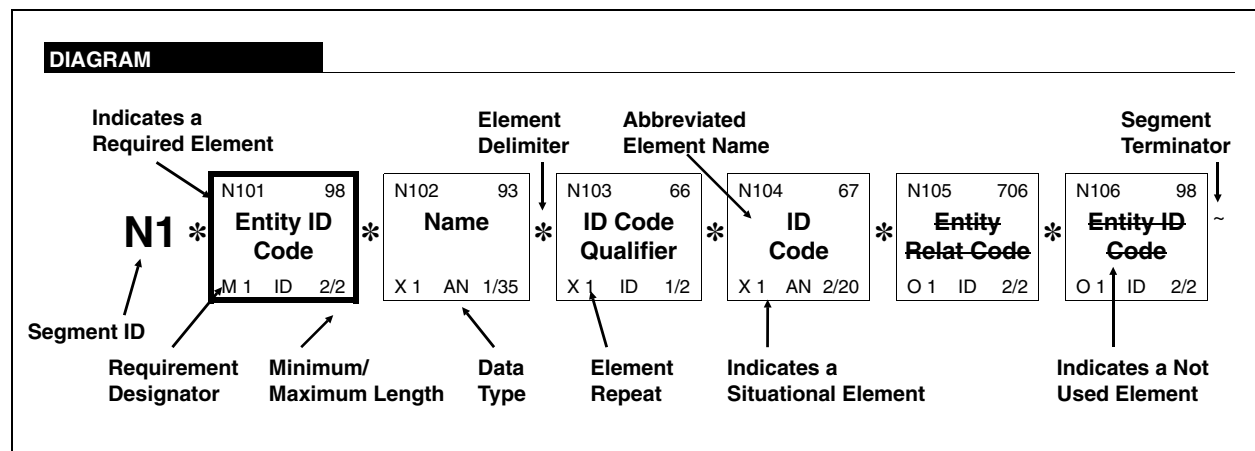 DIAGRAM
Indicates a
Required Element
Element
Delimiter
Abbreviated
Element Name
Segment
Terminator
N1 *
N101 98
Entity ID
Code
M 1 ID 2/2
*
N102 93
Name
X 1 AN 1/35
*
N103 66
ID Code
Qualifier
X 1 ID 1/2
*
N104 67
ID
Code
X 1 AN 2/20
*
N105 706
Entity
Relat Code
O 1 ID 2/2
*
N106 98
Entity ID
Code
O 1 ID 2/2
~
Segment ID
Requirement
Designator
Minimum/
Maximum Length
Data
Type
Element
Repeat
Indicates a
Situational Element
Indicates a Not
Used Element